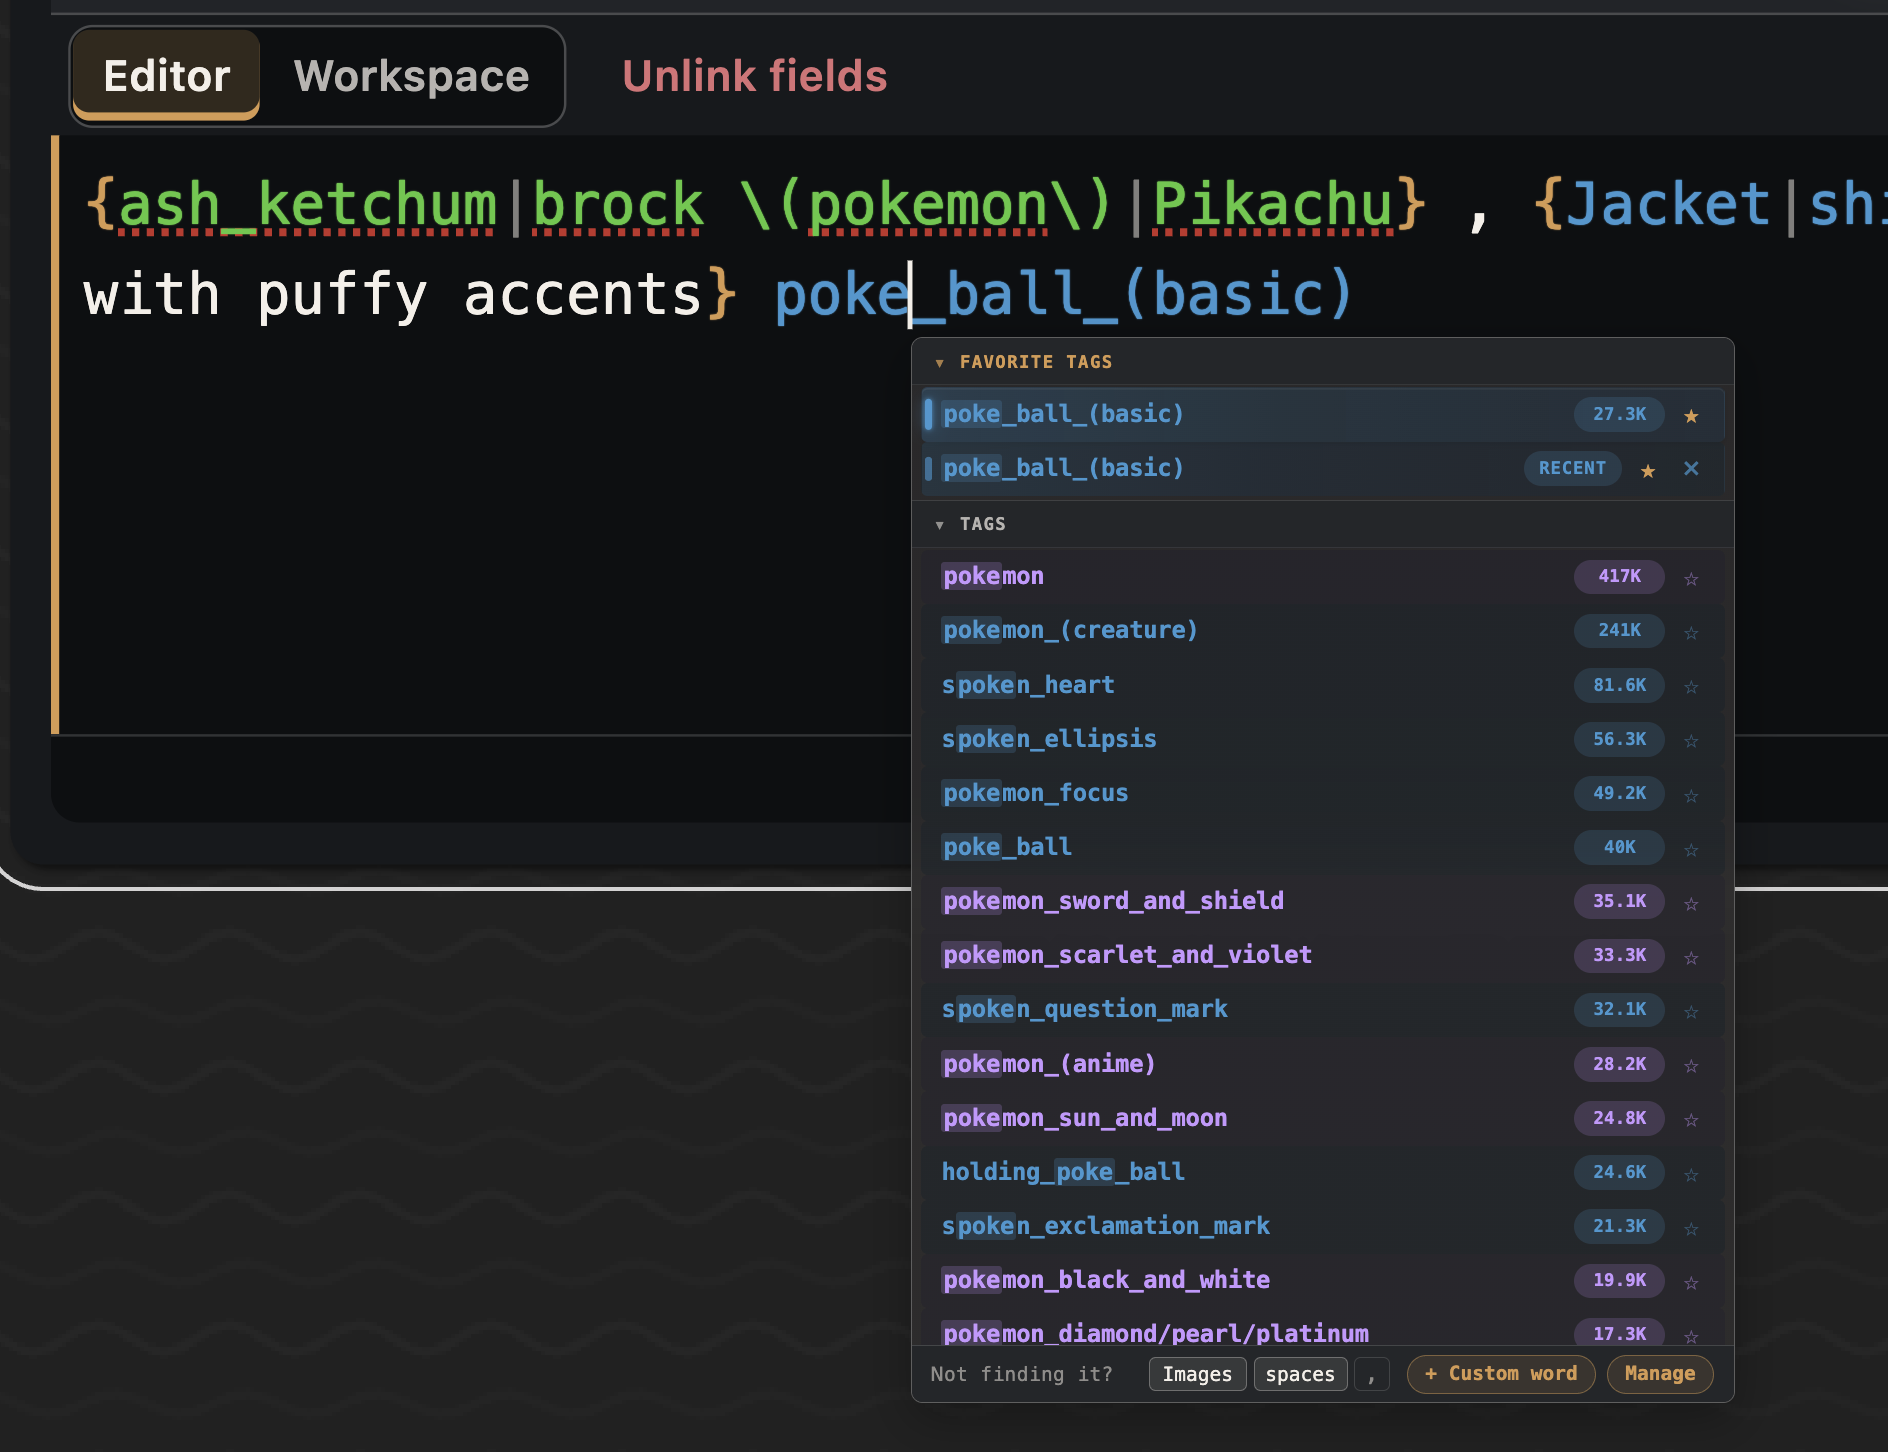 Editor Workspace Unlink fields
{ash_ketchum|brock \(pokemon\)|Pikachu} , {Jacket|shi
with puffy accents} poke_ball_(basic)
▼ FAVORITE TAGS
poke_ball_(basic) 27.3K ★
poke_ball_(basic) RECENT ★ ✕
▼ TAGS
pokemon 417K ☆
pokemon_(creature) 241K ☆
spoken_heart 81.6K ☆
spoken_ellipsis 56.3K ☆
pokemon_focus 49.2K ☆
poke_ball 40K ☆
pokemon_sword_and_shield 35.1K ☆
pokemon_scarlet_and_violet 33.3K ☆
spoken_question_mark 32.1K ☆
pokemon_(anime) 28.2K ☆
pokemon_sun_and_moon 24.8K ☆
holding_poke_ball 24.6K ☆
spoken_exclamation_mark 21.3K ☆
pokemon_black_and_white 19.9K ☆
pokemon_diamond/pearl/platinum 17.3K ☆
Not finding it? Images spaces , + Custom word Manage